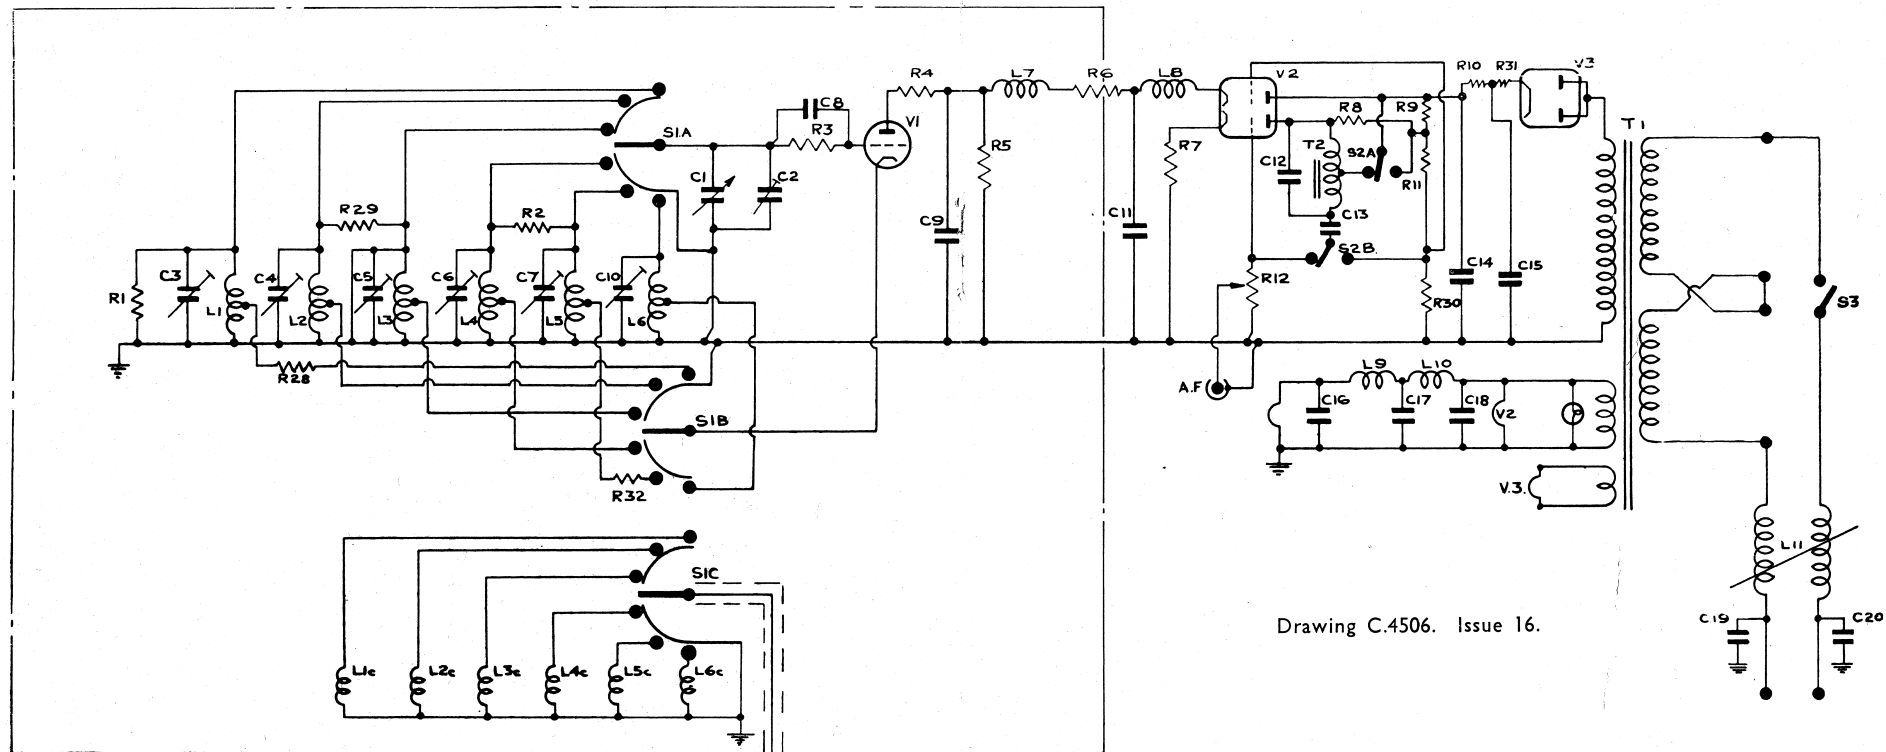 R4
L7
R6
L8
V2
R10
R31
V3
C8
R3
V1
S1A
R8
R9
T1
C1
C2
R5
R7
C12
T2
S2A
R11
R29
R2
C9
C11
C13
S2B
C3
C4
C5
C6
C7
C10
R12
C14
C15
R1
L1
L2
L3
L4
L5
L6
R30
S3
R28
A.F
L9
L10
C16
C17
C18
V2
S1B
R32
V.3.
S1C
L11
Drawing C.4506. Issue 16.
C19
C20
L1c
L2c
L3c
L4c
L5c
L6c